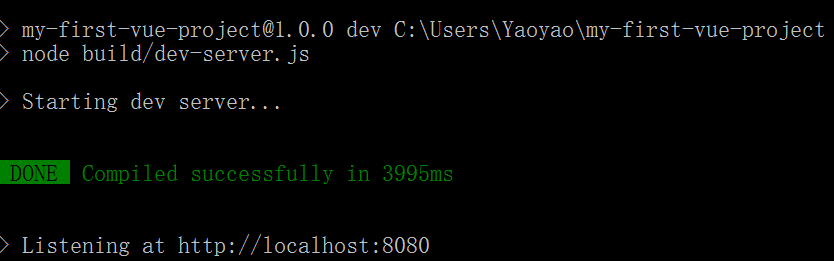 > my-first-vue-project@1.0.0 dev C:\Users\Yaoyao\my-first-vue-project
> node build/dev-server.js
> Starting dev server...
DONE Compiled successfully in 3995ms
> Listening at http://localhost:8080